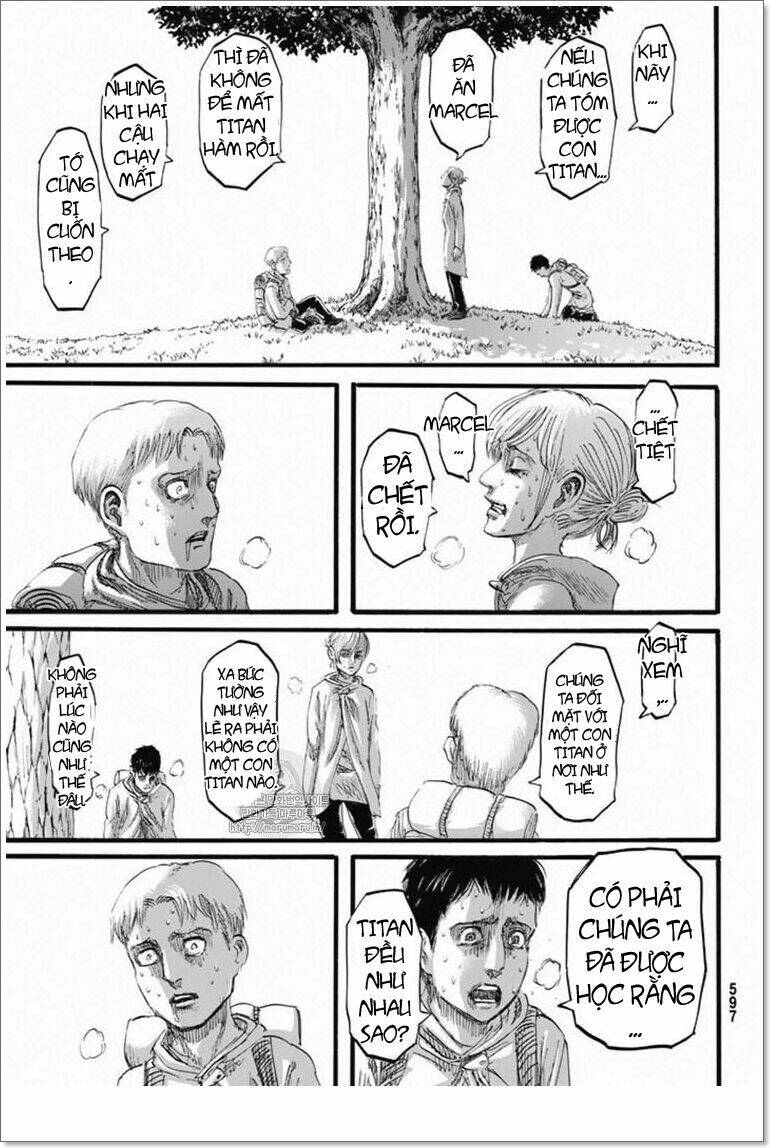 KHI
NÃY
...
NẾU
CHÚNG
TA TÓM
ĐƯỢC
CON
TITAN...
ĐÃ
ĂN
MARCEL
THÌ ĐÃ
KHÔNG
ĐỂ MẤT
TITAN
HÀM RỒI.
NHƯNG
KHI HAI
CẬU
CHẠY
MẤT
TỚ
CŨNG
BỊ
CUỐN
THEO
.
...
CHẾT
TIỆT
MARCEL
...
ĐÃ
CHẾT
RỒI.
NGHĨ
XEM
,..
CHÚNG
TA ĐỐI
MẶT VỚI
MỘT CON
TITAN Ở
NƠI NHƯ
THẾ.
XA BỨC
TƯỜNG
NHƯ VẬY
LẼ RA PHẢI
KHÔNG CÓ
MỘT CON
TITAN NÀO.
KHÔNG
PHẢI
LÚC
NÀO
CŨNG
NHƯ
THẾ
ĐÂU.
http://marumaru.in/
CÓ PHẢI
CHÚNG TA
ĐÃ ĐƯỢC
HỌC RẰNG
...
TITAN
ĐỀU
NHƯ
NHAU
SAO?
597